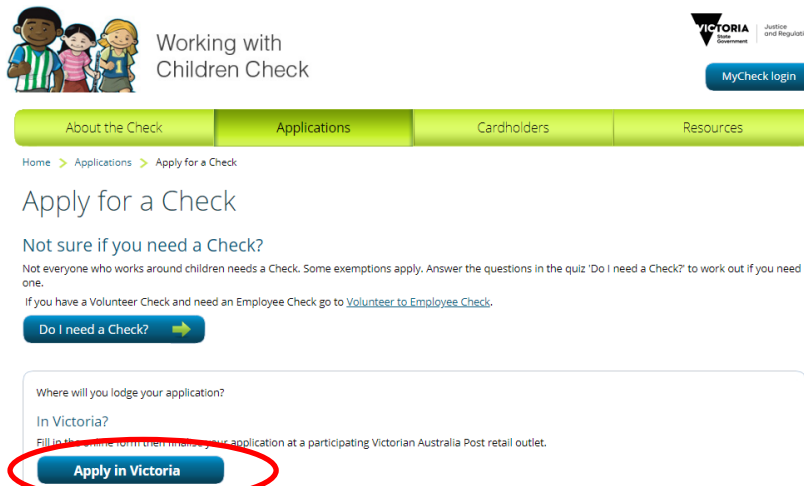 Working with
Children Check
VICTORIA
State
Government
Justice
and Regulati
MyCheck login
About the Check
Applications
Cardholders
Resources
Home > Applications > Apply for a Check
Apply for a Check
Not sure if you need a Check?
Not everyone who works around children needs a Check. Some exemptions apply. Answer the questions in the quiz 'Do I need a Check?' to work out if you need
one.
If you have a Volunteer Check and need an Employee Check go to Volunteer to Employee Check.
Do I need a Check?
Where will you lodge your application?
In Victoria?
Fill in the online form then finalise your application at a participating Victorian Australia Post retail outlet.
Apply in Victoria